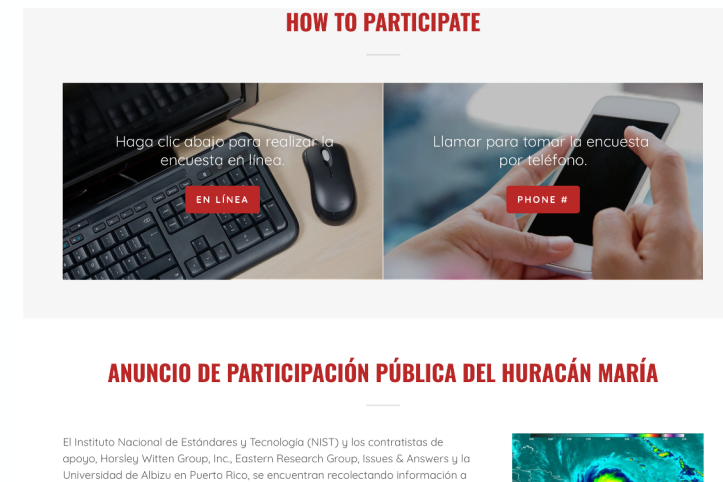 HOW TO PARTICIPATE
Haga clic abajo para realizar la
encuesta en línea.
EN LÍNEA
Llamar para tomar la encuesta
por teléfono.
PHONE #
ANUNCIO DE PARTICIPACIÓN PÚBLICA DEL HURACÁN MARÍA
El Instituto Nacional de Estándares y Tecnología (NIST) y los contratistas de
apoyo, Horsley Witten Group, Inc., Eastern Research Group, Issues & Answers y la
Universidad de Albizu en Puerto Rico, se encuentran recolectando información a